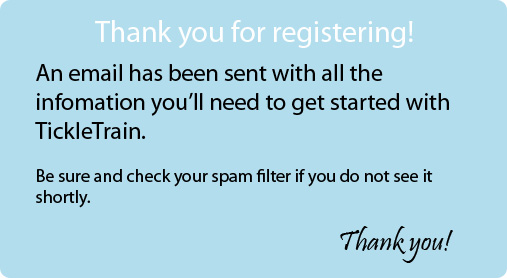 Thank you for registering!
An email has been sent with all the
infomation you'll need to get started with
TickleTrain.
Be sure and check your spam filter if you do not see it
shortly.
Thank you!